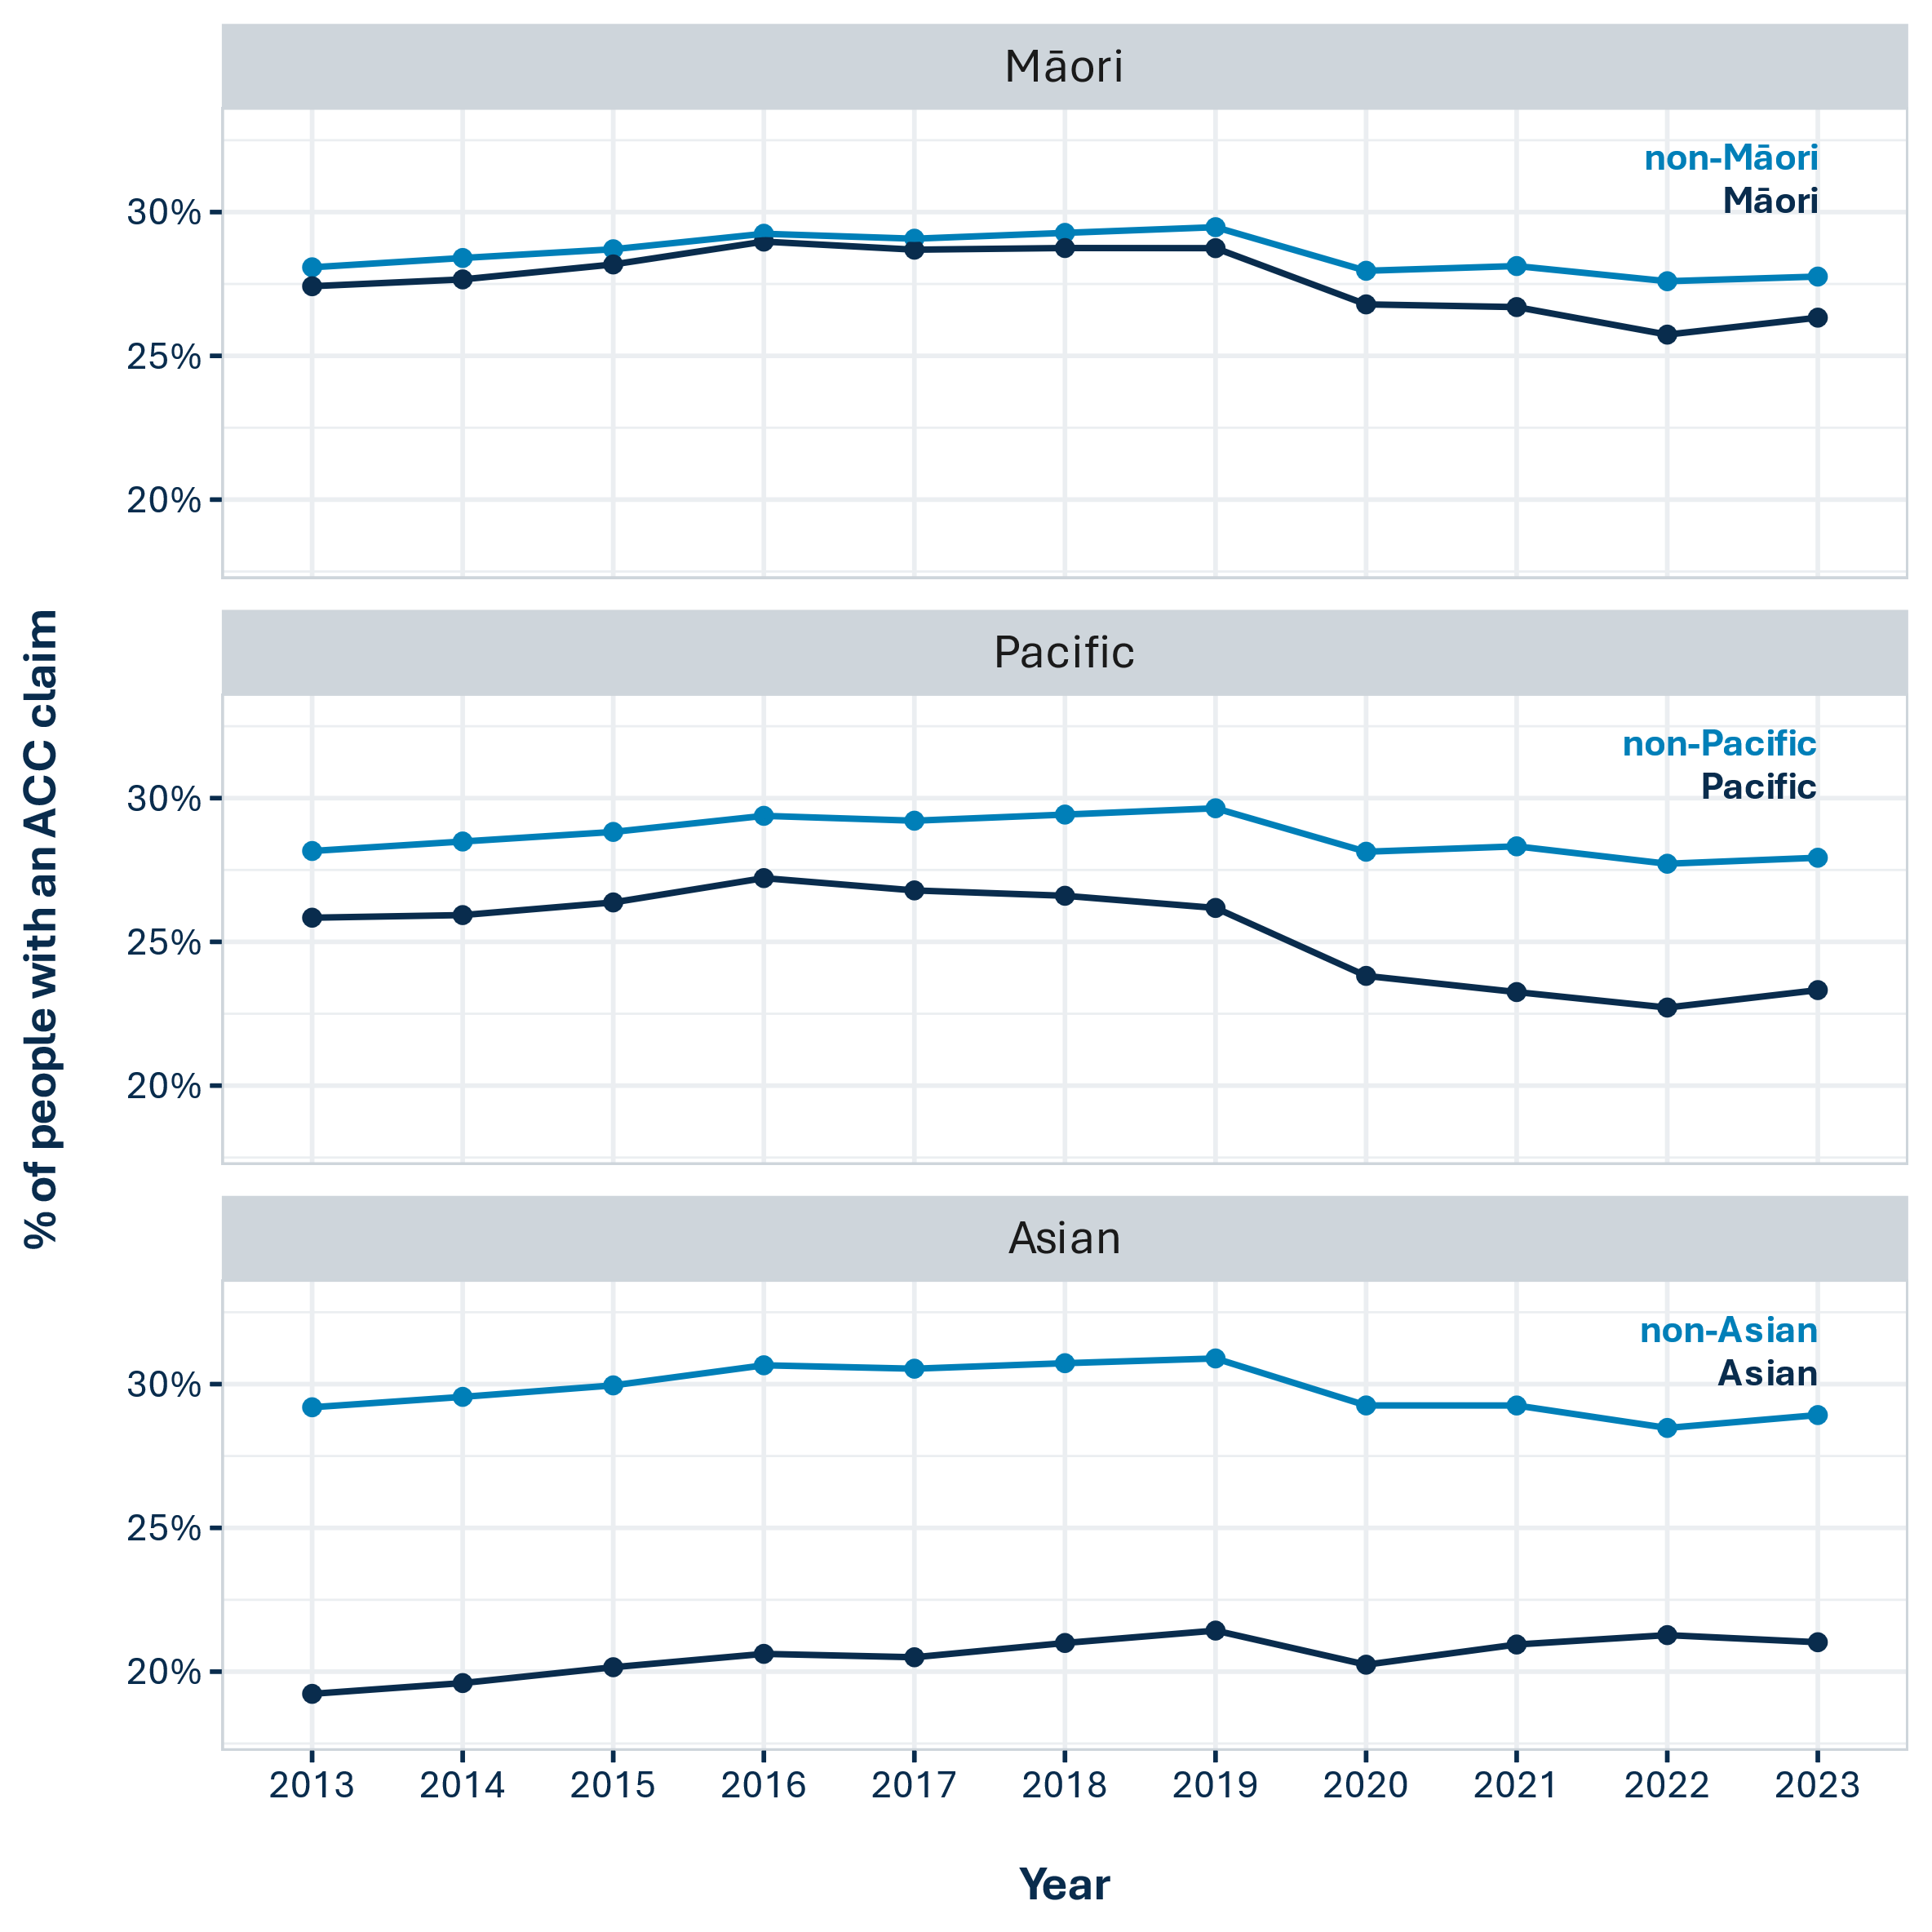 Māori
non-Māori
Māori
30%
25%
20%
Pacific
non-Pacific
Pacific
30%
25%
20%
Asian
non-Asian
Asian
30%
25%
20%
% of people with an ACC claim
2013 2014 2015 2016 2017 2018 2019 2020 2021 2022 2023
Year